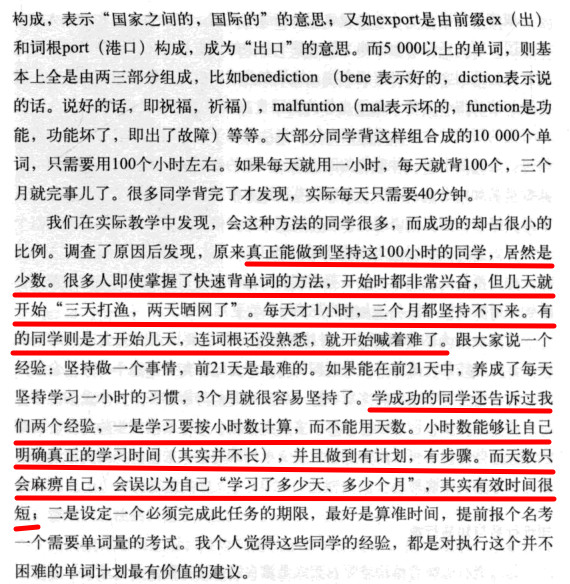 构成，表示“国家之间的，国际的”的意思；又如export是由前缀ex（出）
和词根port（港口）构成，成为“出口”的意思。而5 000以上的单词，则基
本上全是由两三部分组成，比如benediction （bene 表示好的，diction表示说
的话。说好的话，即祝福，祈福），malfuntion（mal表示坏的，function是功
能，功能坏了，即出了故障）等等。大部分同学背这样组合成的10 000个单
词，只需要用100个小时左右。如果每天就用一小时，每天就背100个，三个
月就完事儿了。很多同学背完了才发现，实际每天只需要40分钟。
我们在实际教学中发现，会这种方法的同学很多，而成功的却占很小的
比例。调查了原因后发现，原来真正能做到坚持这100小时的同学，居然是
少数。很多人即使掌握了快速背单词的方法，开始时都非常兴奋，但几天就
开始“三天打渔，两天晒网了”。每天才1小时，三个月都坚持不下来。有
的同学则是才开始几天，连词根还没熟悉，就开始喊着难了。跟大家说一个
经验：坚持做一个事情，前21天是最难的。如果能在前21天中，养成了每天
坚持学习一小时的习惯，3个月就很容易坚持了。学成功的同学还告诉过我
们两个经验，一是学习要按小时数计算，而不能用天数。小时数能够让自己
明确真正的学习时间（其实并不长），并且做到有计划，有步骤。而天数只
会麻痹自己，会误以为自己“学习了多少天、多少个月”，其实有效时间很
短；二是设定一个必须完成此任务的期限，最好是算准时间，提前报个名考
一个需要单词量的考试。我个人觉得这些同学的经验，都是对执行这个并不
困难的单词计划最有价值的建议。